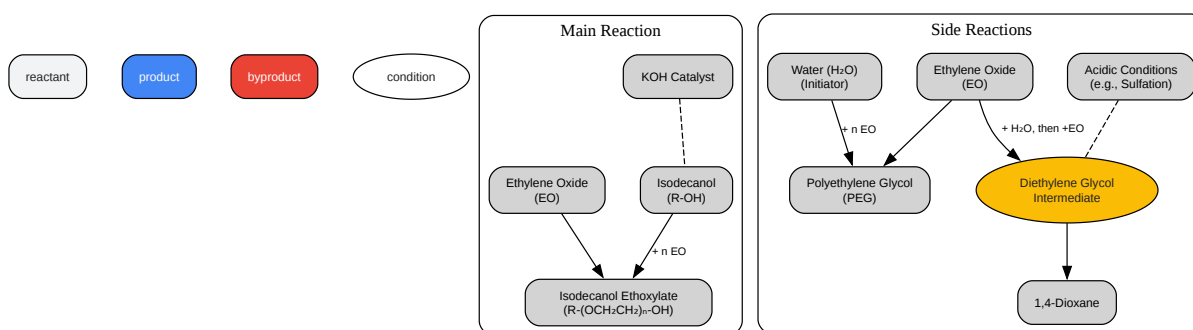 reactant
product
byproduct
condition
Main Reaction
KOH Catalyst
Ethylene Oxide
(EO)
Isodecanol
(R-OH)
+ n EO
Isodecanol Ethoxylate
(R-(OCH₂CH₂)ₙ-OH)
Side Reactions
Water (H₂O)
(Initiator)
Ethylene Oxide
(EO)
Acidic Conditions
(e.g., Sulfation)
+ n EO
+ H₂O, then +EO
Polyethylene Glycol
(PEG)
Diethylene Glycol
Intermediate
1,4-Dioxane